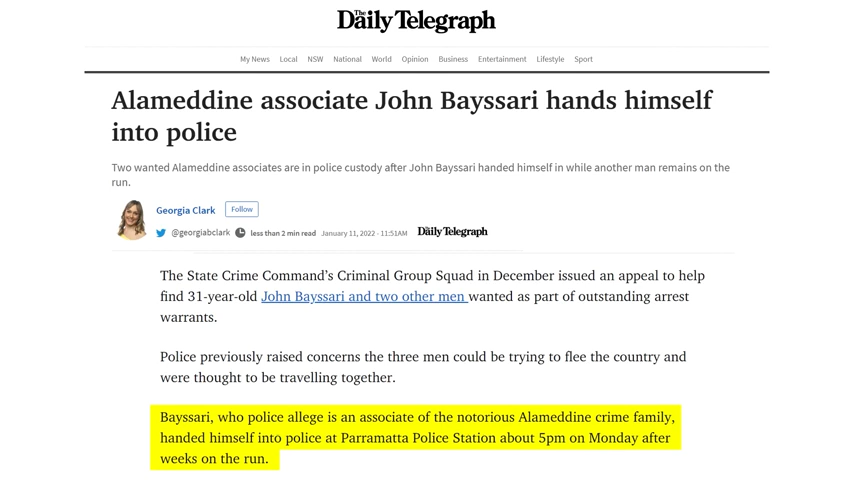 The Daily Telegraph
My News Local NSW National World Opinion Business Entertainment Lifestyle Sport
Alameddine associate John Bayssari hands himself
into police
Two wanted Alameddine associates are in police custody after John Bayssari handed himself in while another man remains on the
run.
Georgia Clark Follow
@georgiabclark less than 2 min read January 11, 2022 - 11:51AM The Daily Telegraph
The State Crime Command’s Criminal Group Squad in December issued an appeal to help
find 31-year-old John Bayssari and two other men wanted as part of outstanding arrest
warrants.
Police previously raised concerns the three men could be trying to flee the country and
were thought to be travelling together.
Bayssari, who police allege is an associate of the notorious Alameddine crime family,
handed himself into police at Parramatta Police Station about 5pm on Monday after
weeks on the run.